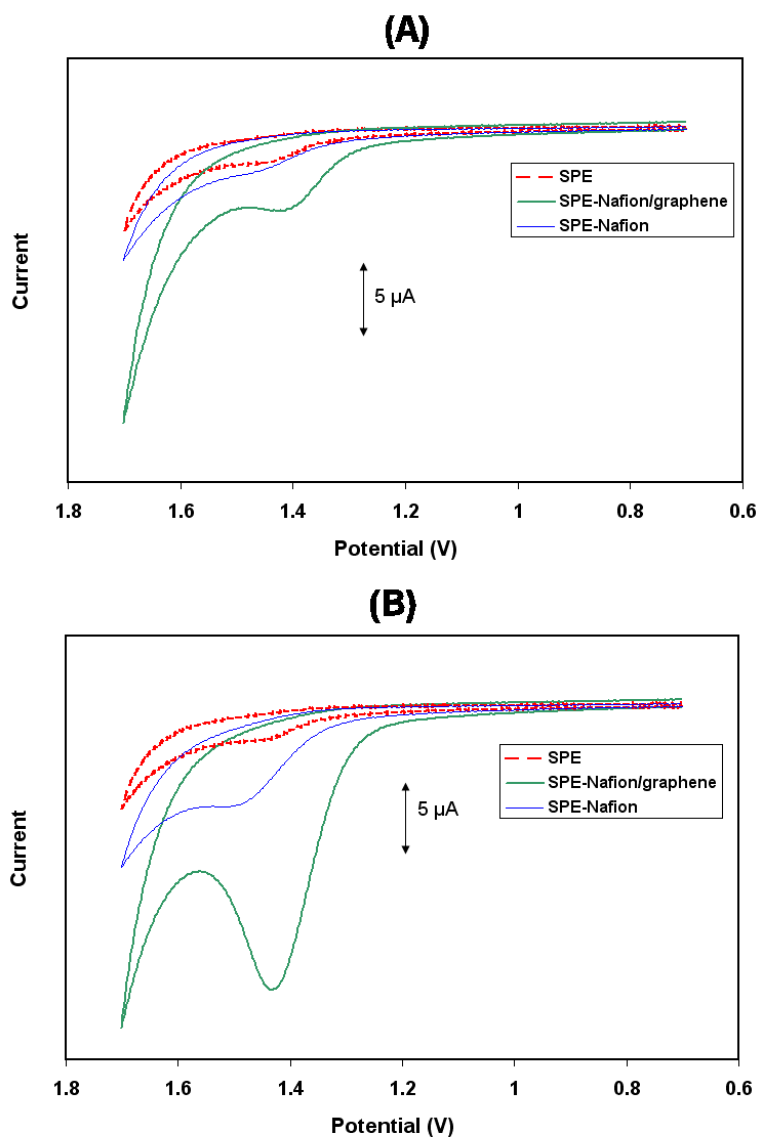 (A)
SPE
SPE-Nafion/graphene
SPE-Nafion
5 µA
Current
1.8 1.6 1.4 1.2 1 0.8 0.6
Potential (V)
(B)
SPE
SPE-Nafion/graphene
SPE-Nafion
5 µA
Current
1.8 1.6 1.4 1.2 1 0.8 0.6
Potential (V)